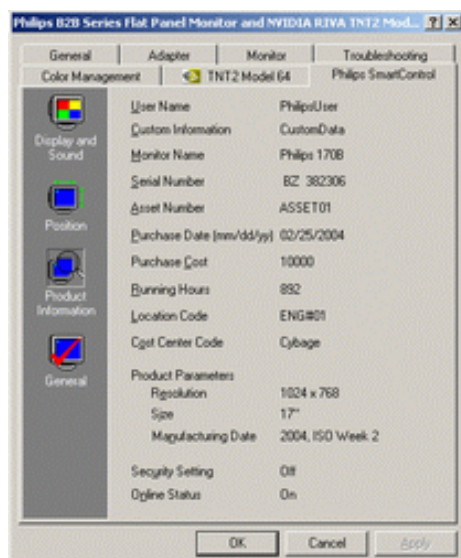 Philips B2B Series Flat Panel Monitor and NVIDIA RIVA TNT2 Mod...
General Adapter Monitor Troubleshooting
Color Management TNT2 Model 64 Philips SmartControl
Display and Sound
Position
Product Information
General
User Name PhilipsUser
Custom Information CustomData
Monitor Name Philips 170B
Serial Number BZ 382306
Asset Number ASSET01
Purchase Date (mm/dd/yy) 02/25/2004
Purchase Cost 10000
Running Hours 892
Location Code ENG#01
Cost Center Code Cybage
Product Parameters
Resolution 1024 x 768
Size 17"
Manufacturing Date 2004, ISO Week 2
Security Setting Off
Online Status On
OK Cancel Apply